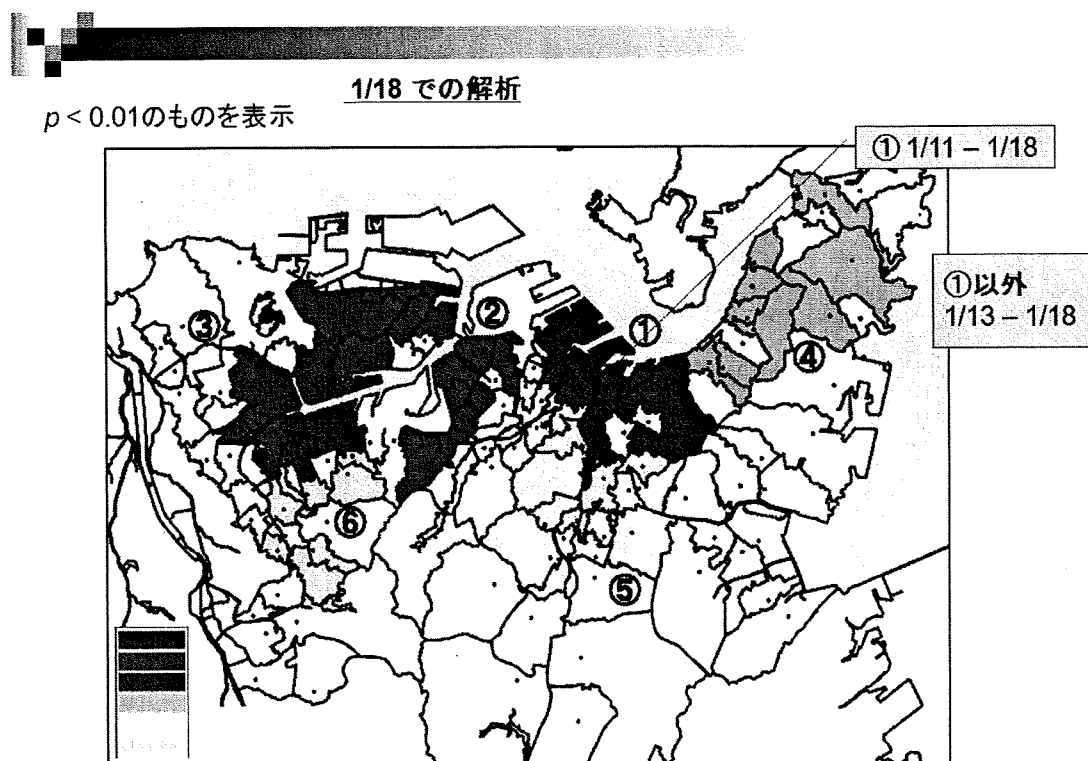 1/18 での解析
p < 0.01のものを表示
① 1/11 – 1/18
①以外
1/13 – 1/18
①
②
③
④
⑤
⑥